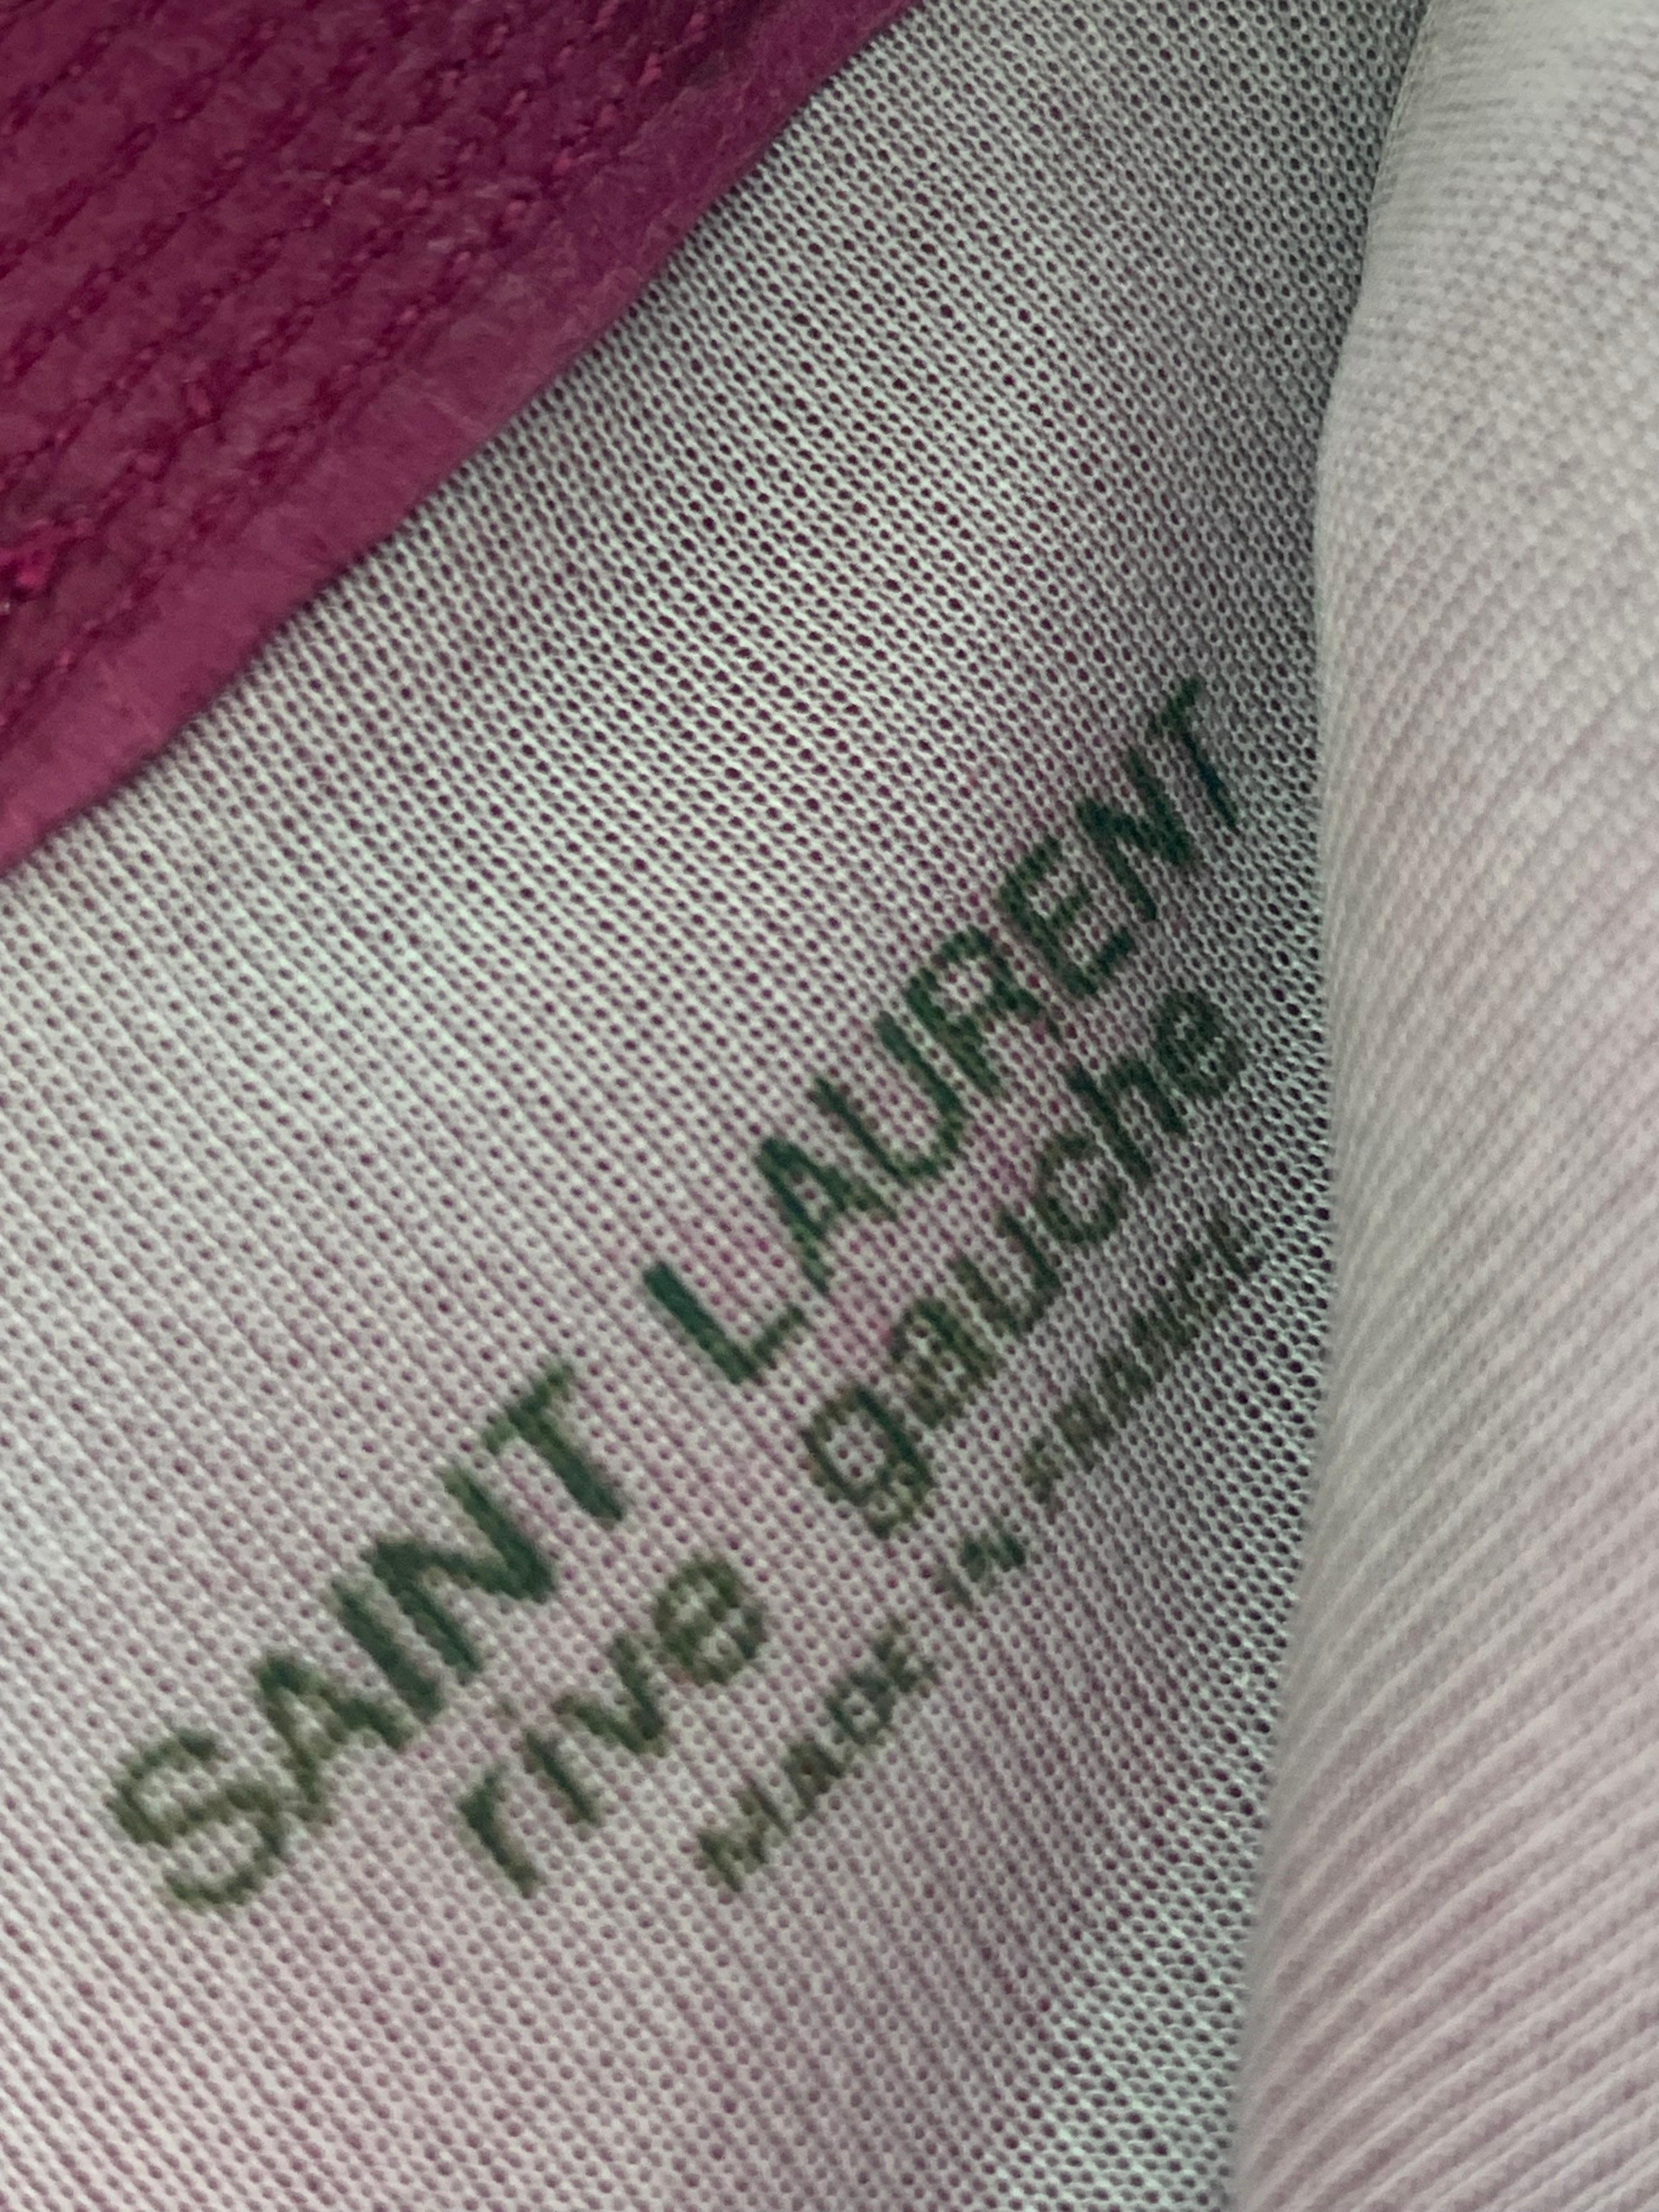 SAINT LAURENT
rive gauche
MADE IN FRANCE